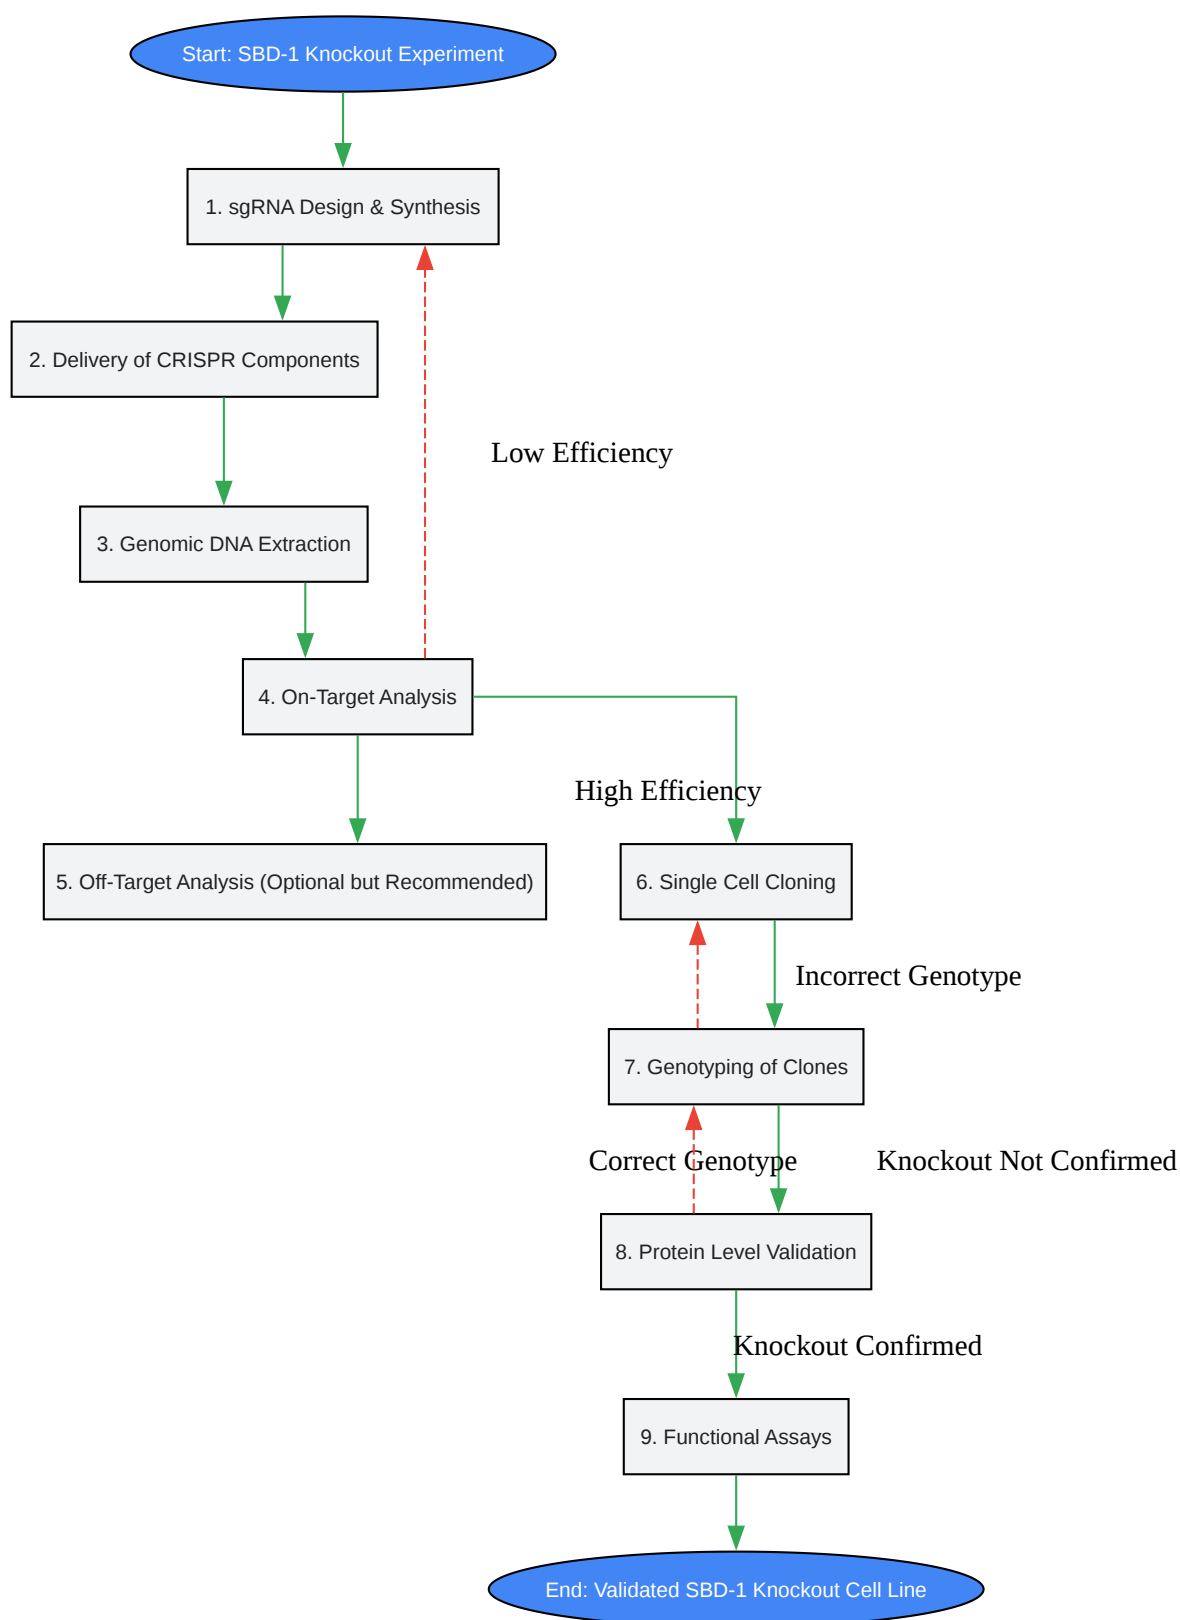 Start: SBD-1 Knockout Experiment
1. sgRNA Design & Synthesis
2. Delivery of CRISPR Components
Low Efficiency
3. Genomic DNA Extraction
4. On-Target Analysis
High Efficiency
5. Off-Target Analysis (Optional but Recommended)
6. Single Cell Cloning
Incorrect Genotype
7. Genotyping of Clones
Correct Genotype
Knockout Not Confirmed
8. Protein Level Validation
Knockout Confirmed
9. Functional Assays
End: Validated SBD-1 Knockout Cell Line